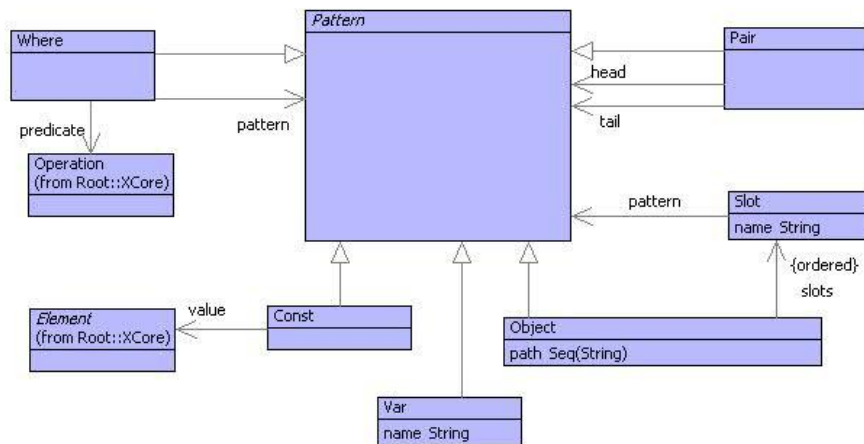 Pattern
Where
Pair
head
tail
pattern
predicate
Operation
(from Root::XCore)
pattern
Slot
name String
{ordered}
slots
Element
(from Root::XCore)
value
Const
Object
path Seq(String)
Var
name String